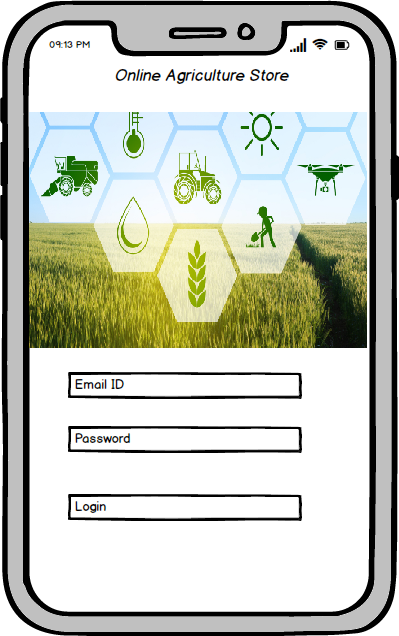 09:13 PM
Online Agriculture Store
Email ID
Password
Login